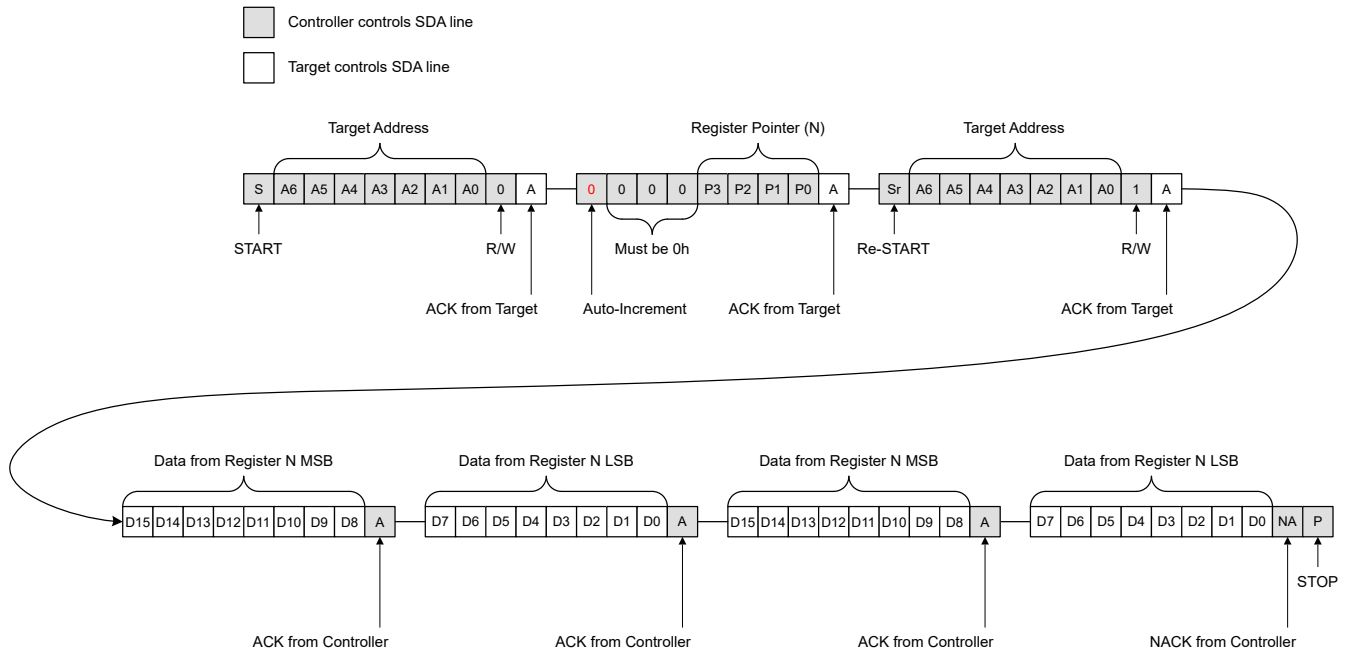 Controller controls SDA line
Target controls SDA line
Target Address
Register Pointer (N)
Target Address
S A6 A5 A4 A3 A2 A1 A0 0 A
0 0 0 0 P3 P2 P1 P0 A
Sr A6 A5 A4 A3 A2 A1 A0 1 A
START
R/W
Must be 0h
Re-START
R/W
ACK from Target
Auto-Increment
ACK from Target
ACK from Target
Data from Register N MSB
Data from Register N LSB
Data from Register N MSB
Data from Register N LSB
D15 D14 D13 D12 D11 D10 D9 D8 A
D7 D6 D5 D4 D3 D2 D1 D0 A
D15 D14 D13 D12 D11 D10 D9 D8 A
D7 D6 D5 D4 D3 D2 D1 D0 NA P
STOP
ACK from Controller
ACK from Controller
ACK from Controller
NACK from Controller